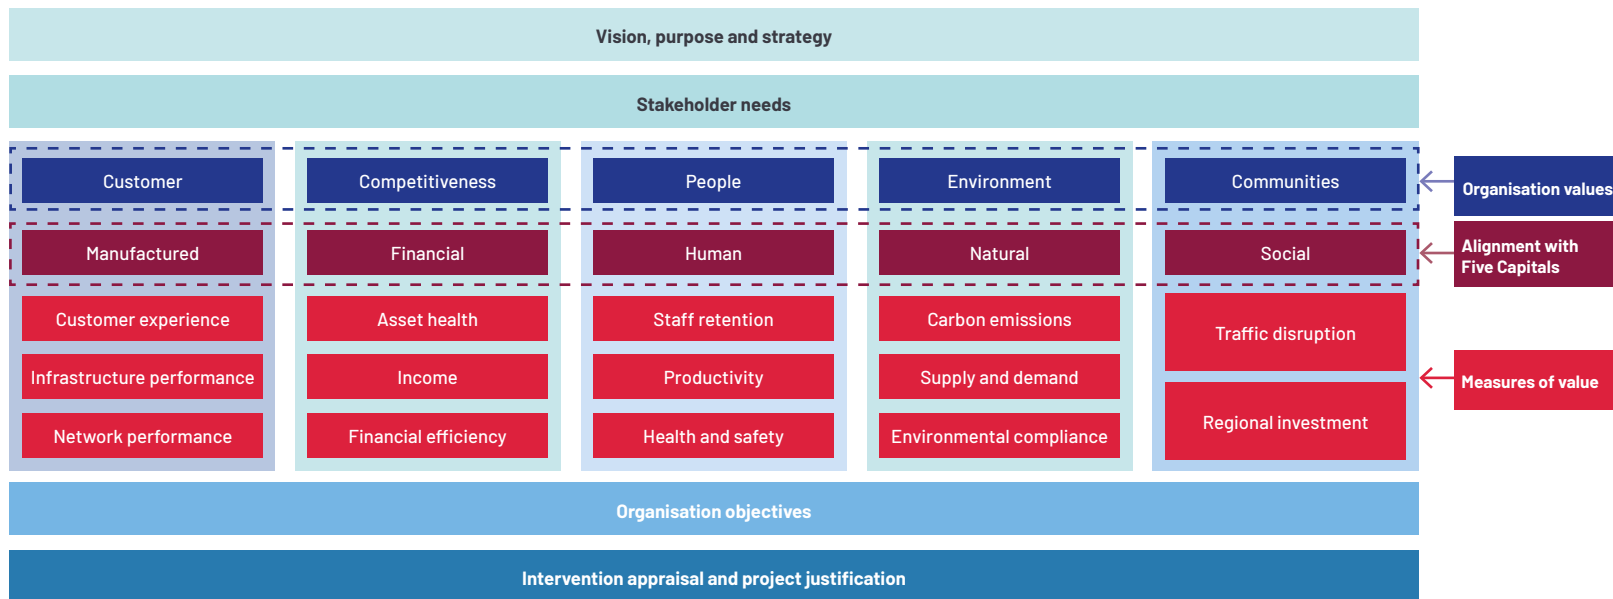 Vision, purpose and strategy
Stakeholder needs
Customer
Competitiveness
People
Environment
Communities
Organisation values
Manufactured
Financial
Human
Natural
Social
Alignment with
Five Capitals
Customer experience
Asset health
Staff retention
Carbon emissions
Traffic disruption
Infrastructure performance
Income
Productivity
Supply and demand
Measures of value
Network performance
Financial efficiency
Health and safety
Environmental compliance
Regional investment
Organisation objectives
Intervention appraisal and project justification